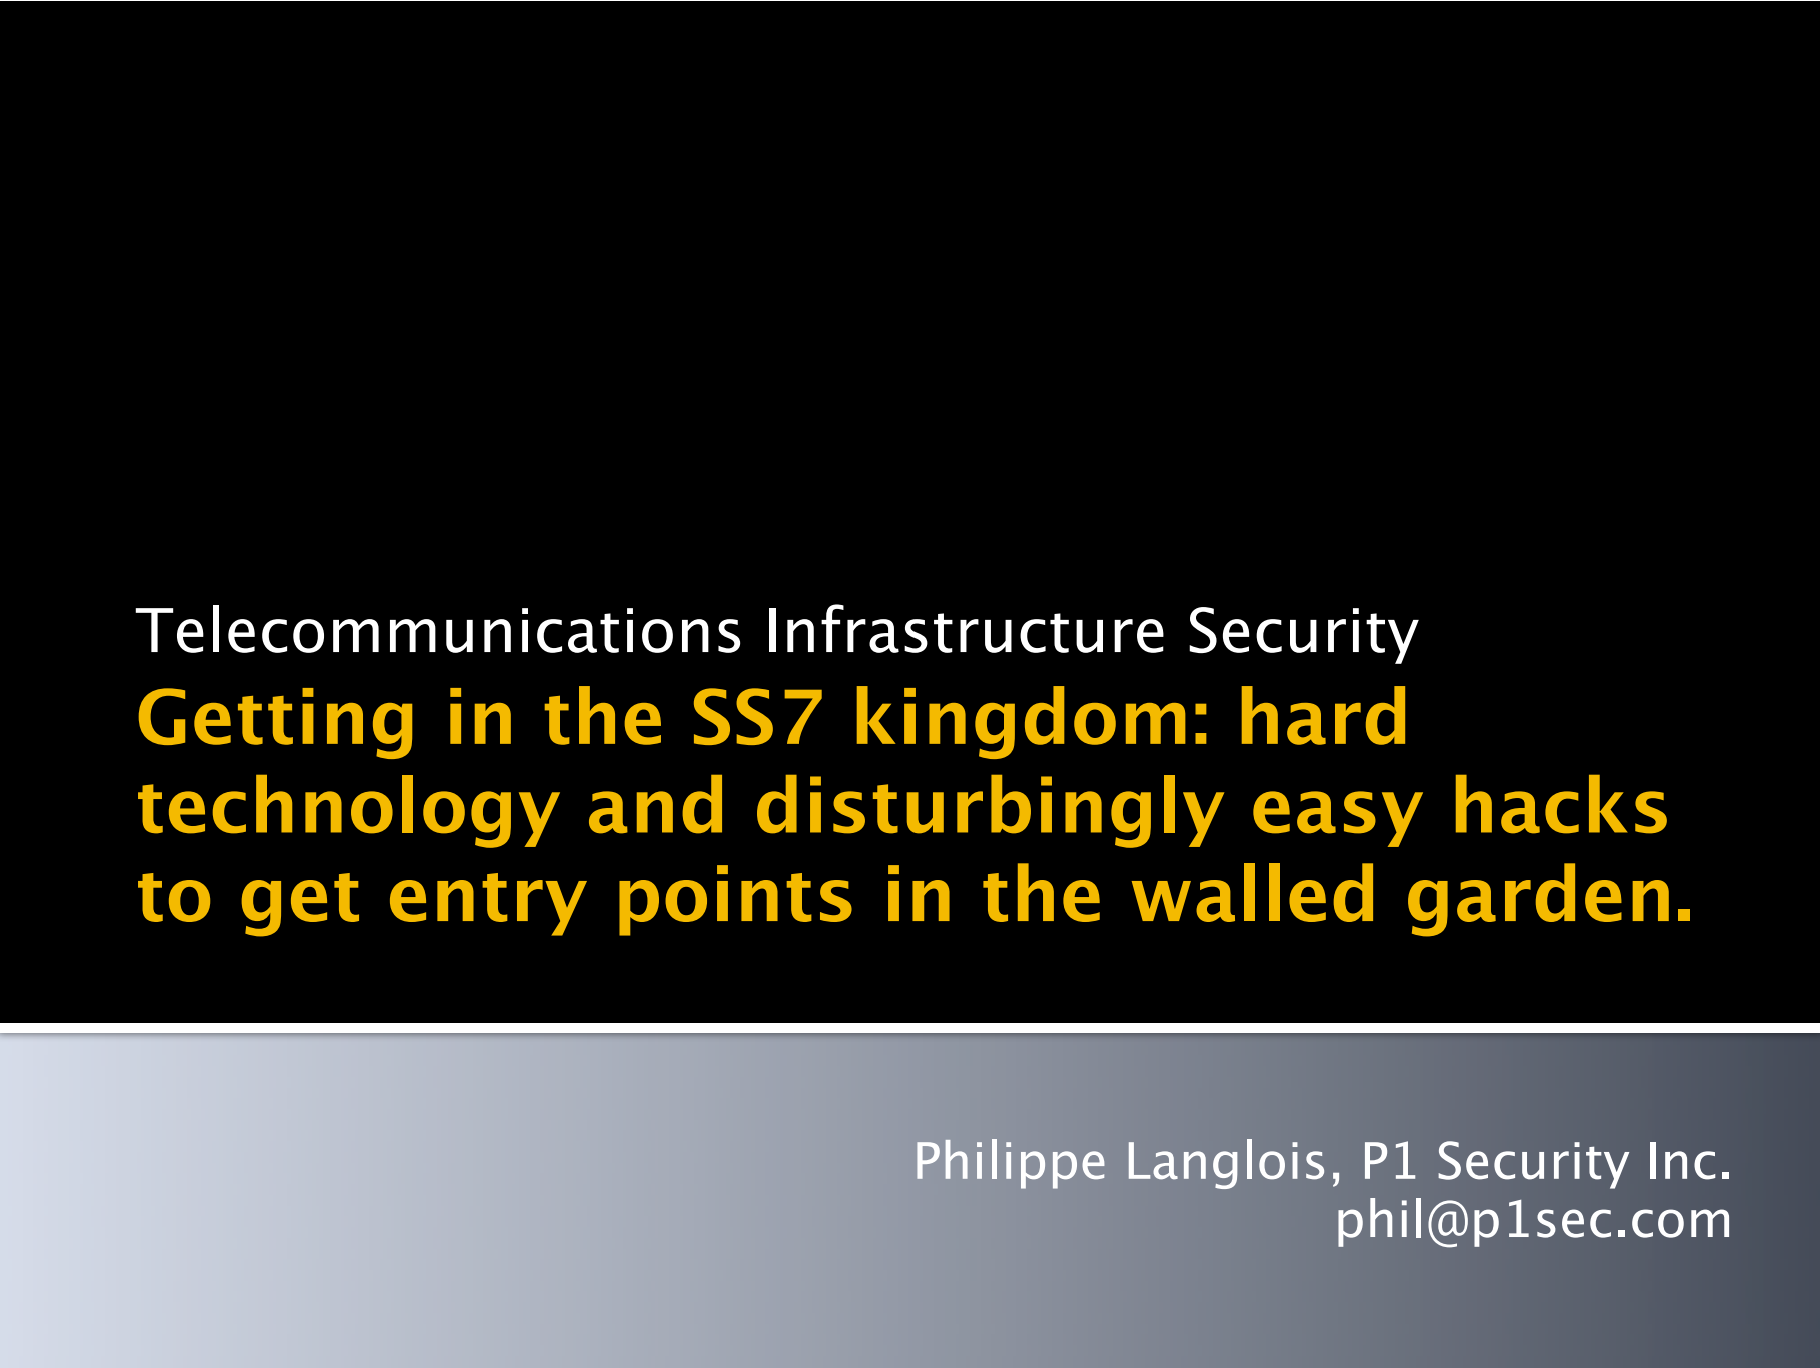 Telecommunications Infrastructure Security
Getting in the SS7 kingdom: hard
technology and disturbingly easy hacks
to get entry points in the walled garden.
Philippe Langlois, P1 Security Inc.
phil@p1sec.com